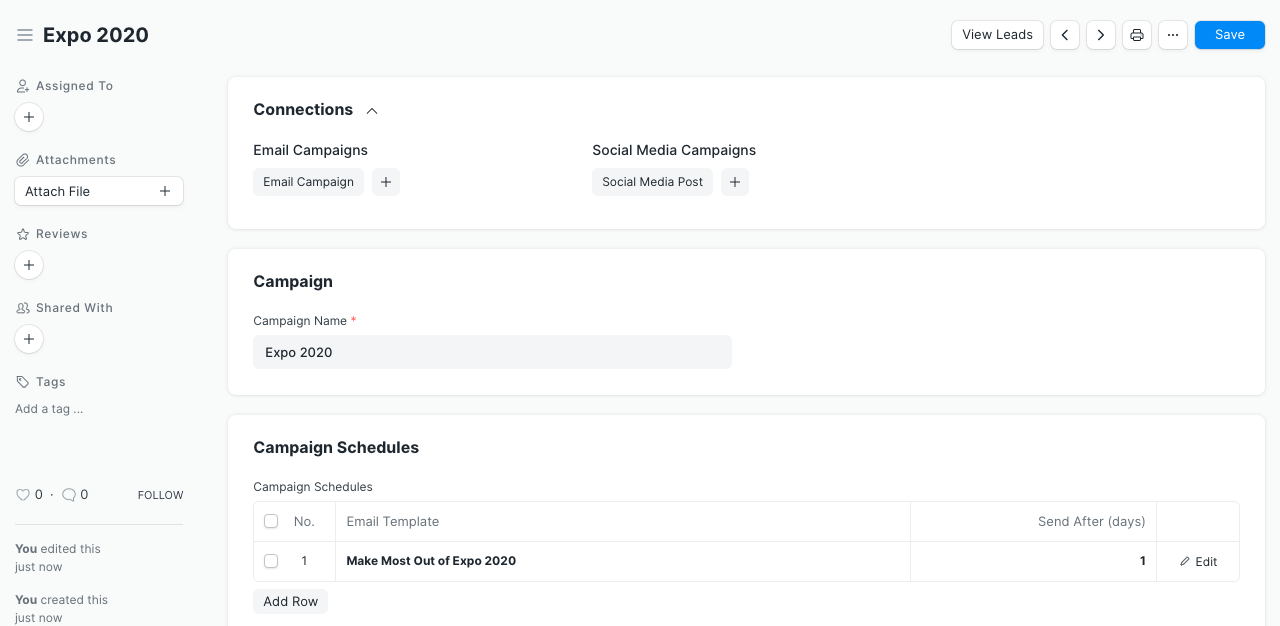 Expo 2020
View Leads
Save
Assigned To
Attachments
Attach File
Reviews
Shared With
Tags
Add a tag ...
0 · 0 FOLLOW
You edited this
just now
You created this
just now
Connections
Email Campaigns
Email Campaign
Social Media Campaigns
Social Media Post
Campaign
Campaign Name *
Expo 2020
Campaign Schedules
Campaign Schedules
No. Email Template Send After (days)
1 Make Most Out of Expo 2020 1 Edit
Add Row